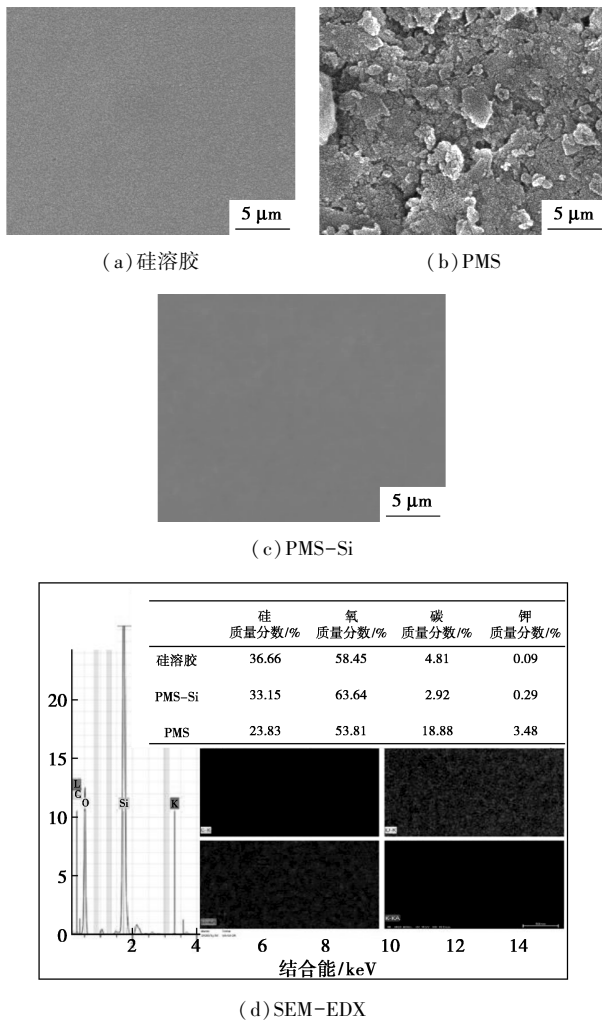 5 μm
5 μm
(a)硅溶胶
(b)PMS
5 μm
(c)PMS-Si
硅 氧 碳 钾
质量分数/% 质量分数/% 质量分数/% 质量分数/%
硅溶胶 36.66 58.45 4.81 0.09
PMS-Si 33.15 63.64 2.92 0.29
PMS 23.83 53.81 18.88 3.48
20
15
10
5
0
C
O
Si
K
2 4 6 8 10 12 14
结合能/keV
(d)SEM-EDX